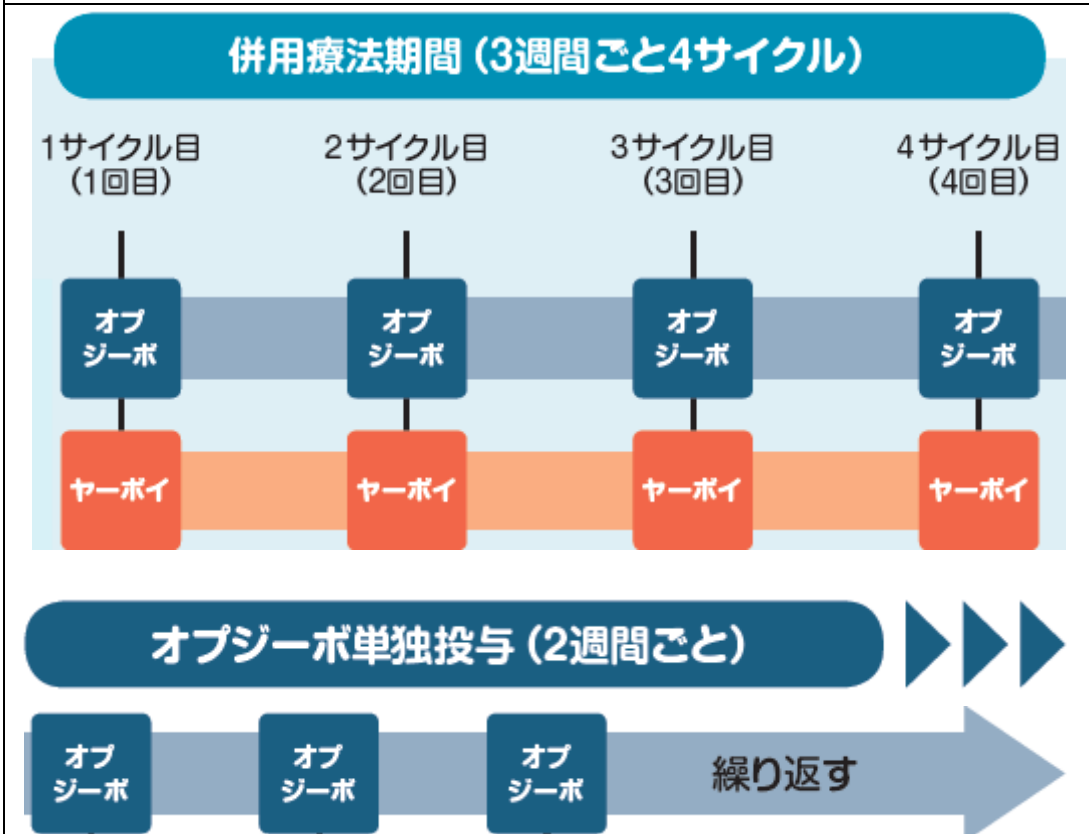 併用療法期間（3週間ごと4サイクル）
1サイクル目
（1回目）
2サイクル目
（2回目）
3サイクル目
（3回目）
4サイクル目
（4回目）
オプ
ジーボ
オプ
ジーボ
オプ
ジーボ
オプ
ジーボ
ヤーボイ
ヤーボイ
ヤーボイ
ヤーボイ
オプジーボ単独投与（2週間ごと）
オプ
ジーボ
オプ
ジーボ
オプ
ジーボ
繰り返す